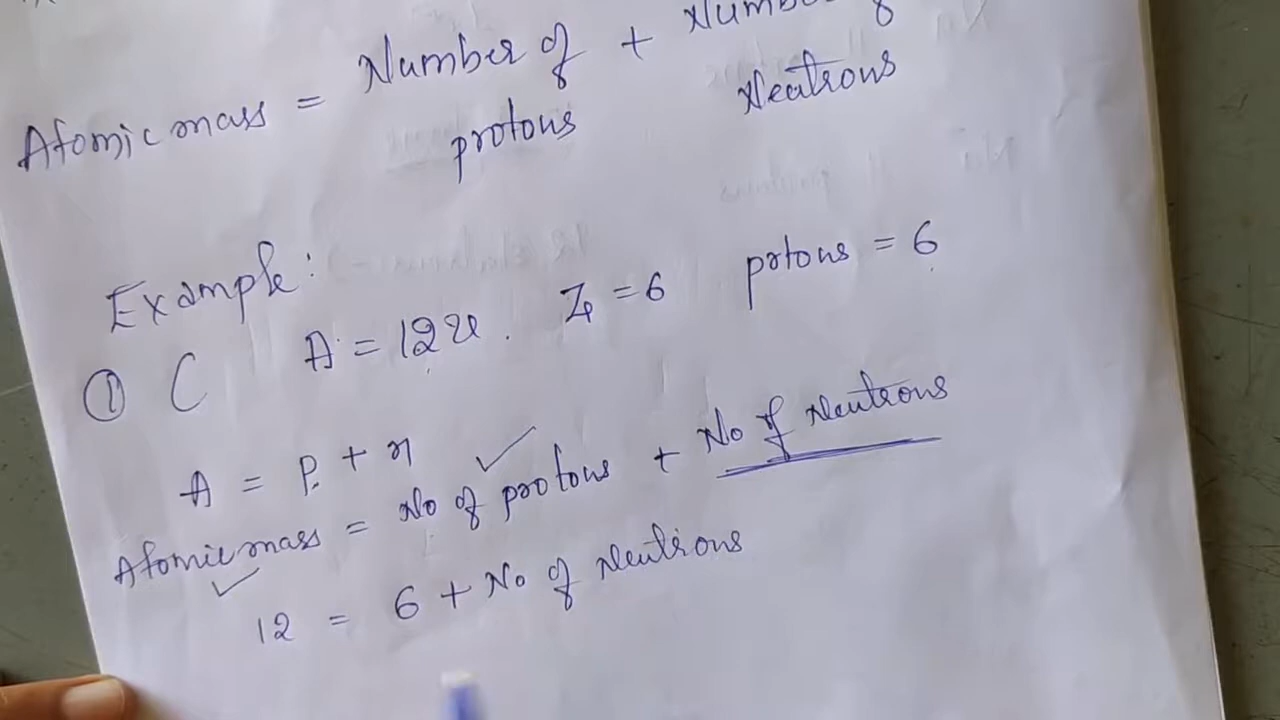 Atomic mass = Number of + Number of
protons Neutrons
Example:
① C A = 12u. Z = 6 protons = 6
A = P + n
Atomic mass = No of protons + No of Neutrons
12 = 6 + No of Neutrons